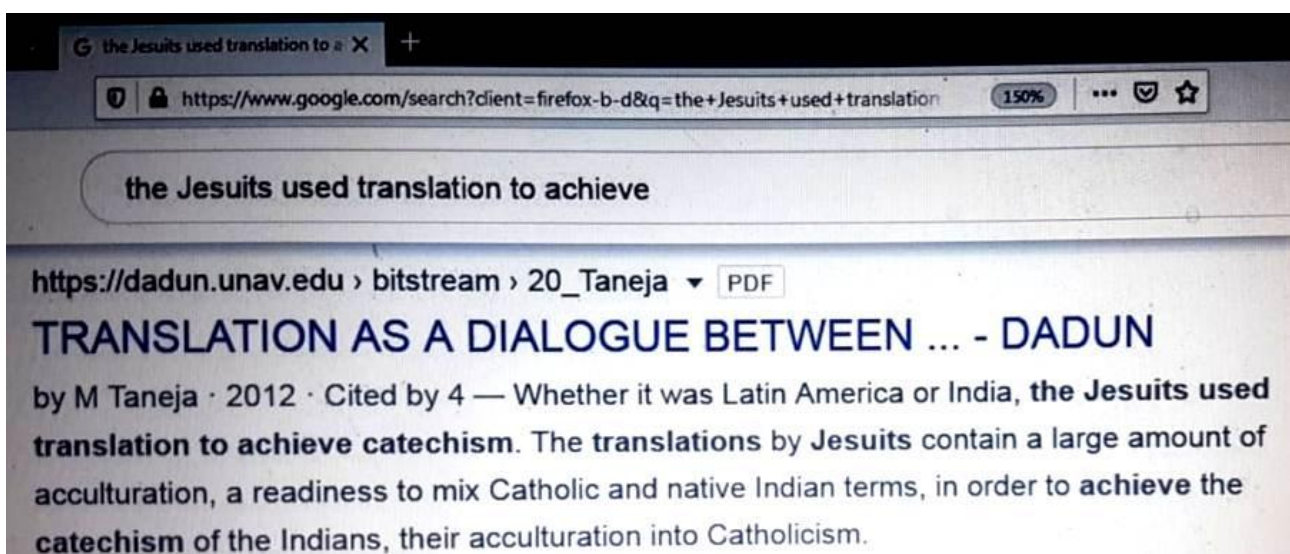 G the Jesuits used translation to a X +
https://www.google.com/search?client=firefox-b-d&q=the+Jesuits+used+translation 150% ...
the Jesuits used translation to achieve
https://dadun.unav.edu › bitstream › 20_Taneja ▾ PDF
TRANSLATION AS A DIALOGUE BETWEEN ... - DADUN
by M Taneja · 2012 · Cited by 4 — Whether it was Latin America or India, the Jesuits used
translation to achieve catechism. The translations by Jesuits contain a large amount of
acculturation, a readiness to mix Catholic and native Indian terms, in order to achieve the
catechism of the Indians, their acculturation into Catholicism.